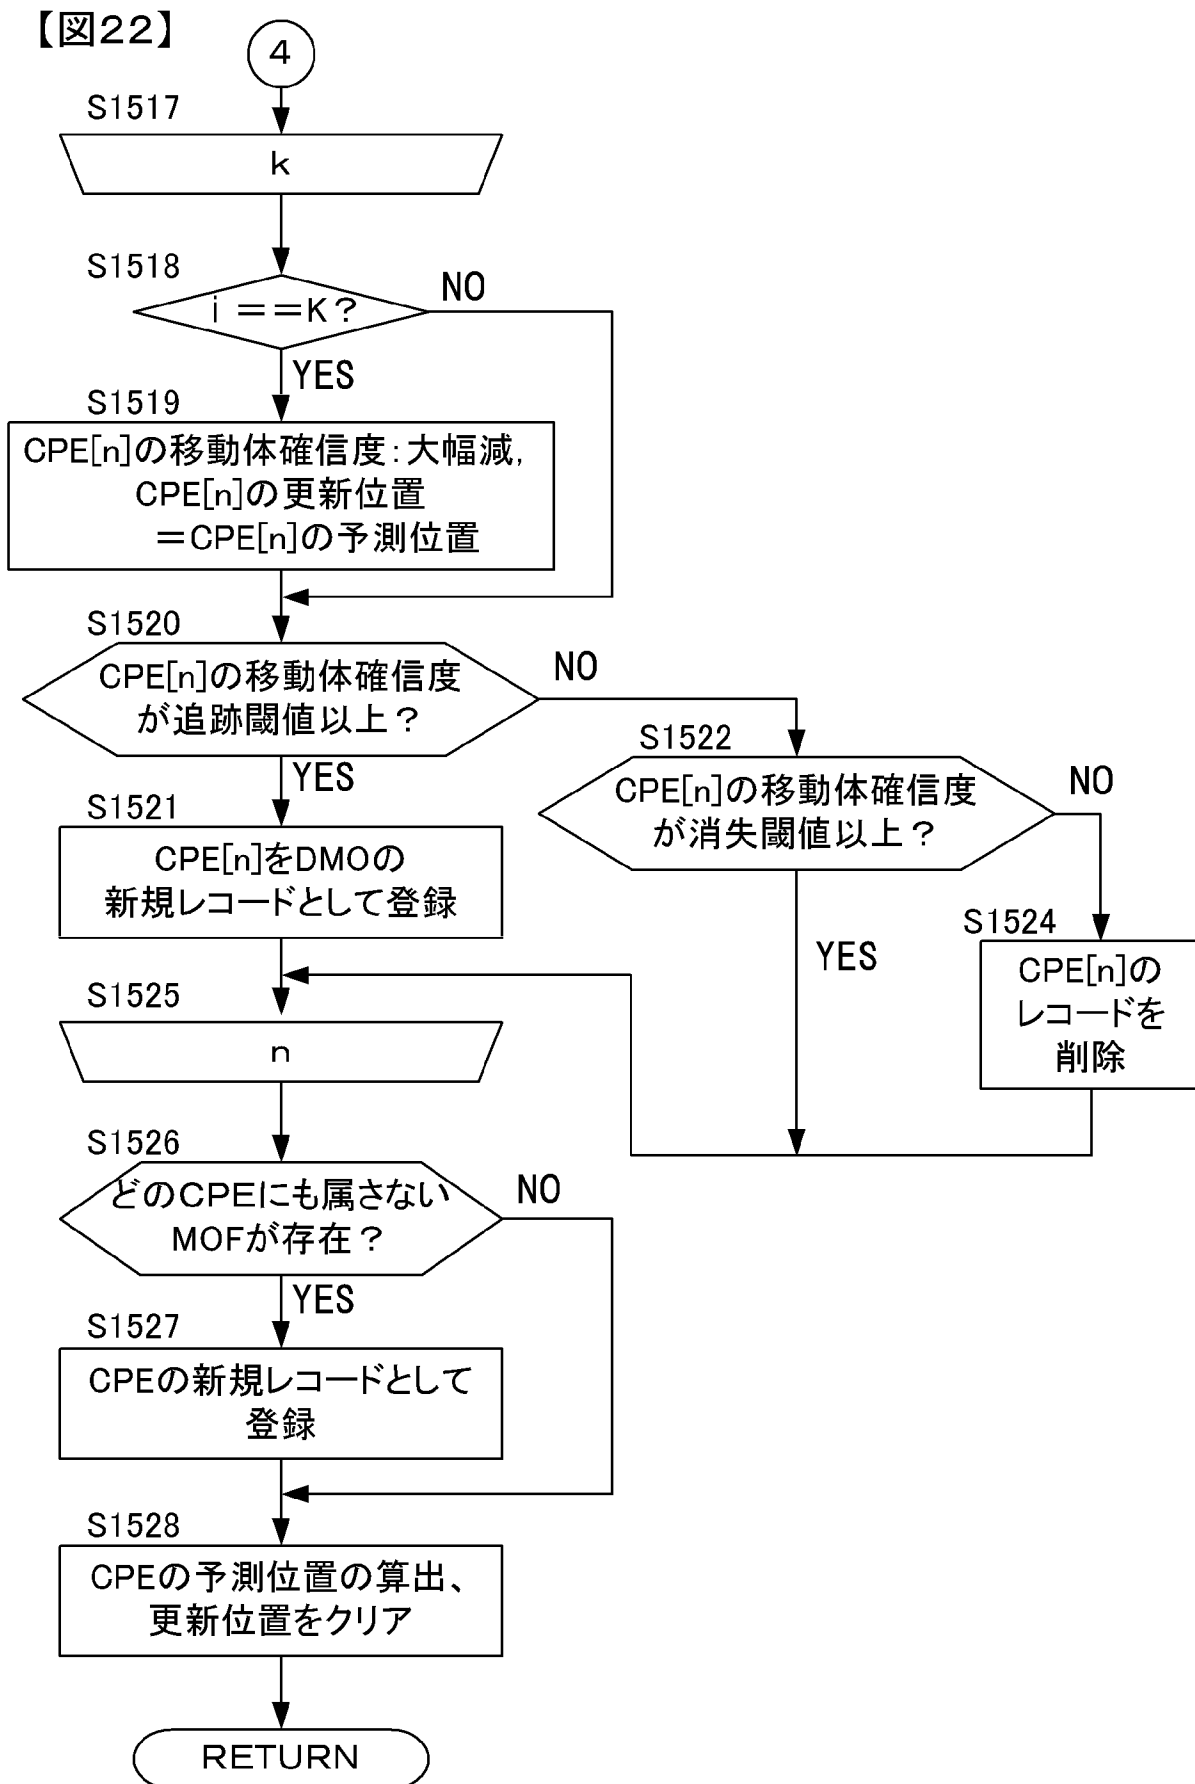 【図22】
4
S1517
k
S1518
i ==K?
NO
YES
S1519
CPE[n]の移動体確信度:大幅減,
CPE[n]の更新位置
=CPE[n]の予測位置
S1520
CPE[n]の移動体確信度
が追跡閾値以上?
NO
YES
S1522
CPE[n]の移動体確信度
が消失閾値以上?
NO
YES
S1521
CPE[n]をDMOの
新規レコードとして登録
S1524
CPE[n]の
レコードを
削除
S1525
n
S1526
どのCPEにも属さない
MOFが存在?
NO
YES
S1527
CPEの新規レコードとして
登録
S1528
CPEの予測位置の算出、
更新位置をクリア
RETURN